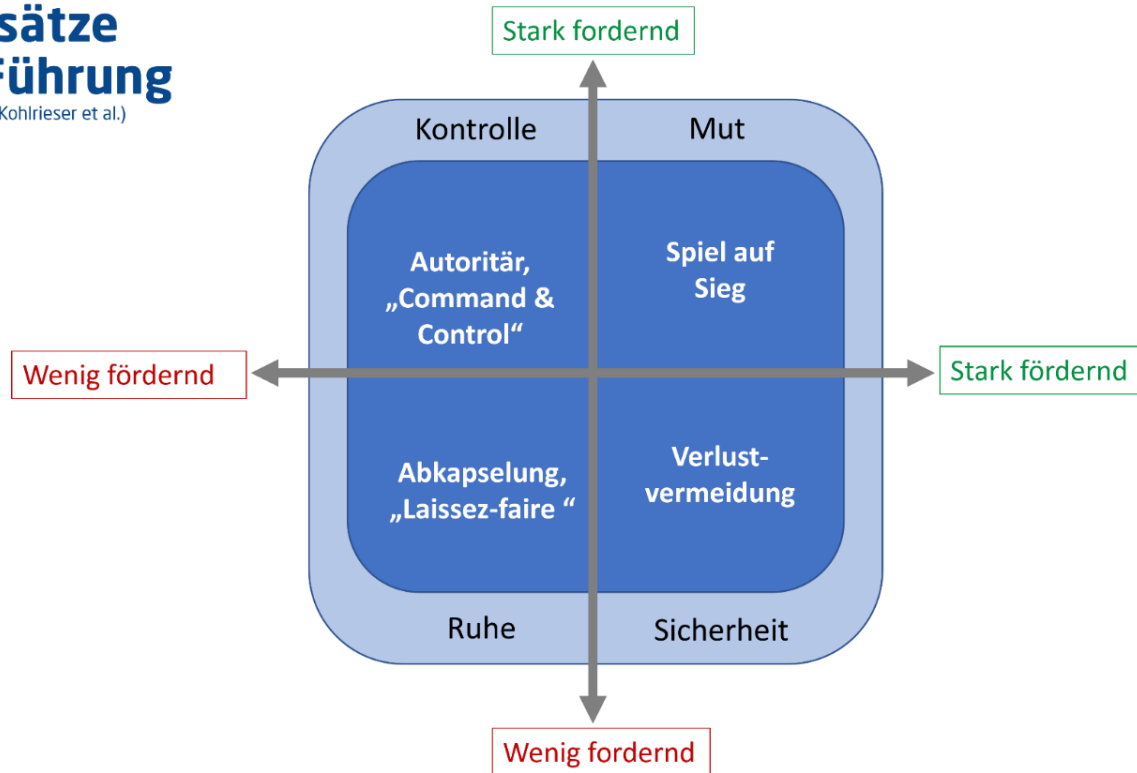 sätze
Führung
Kohlrieser et al.)
Stark fordernd
Kontrolle
Mut
Autoritär,
„Command &
Control“
Spiel auf
Sieg
Wenig fördernd
Stark fördernd
Abkapselung,
„Laissez-faire “
Verlust-
vermeidung
Ruhe
Sicherheit
Wenig fordernd